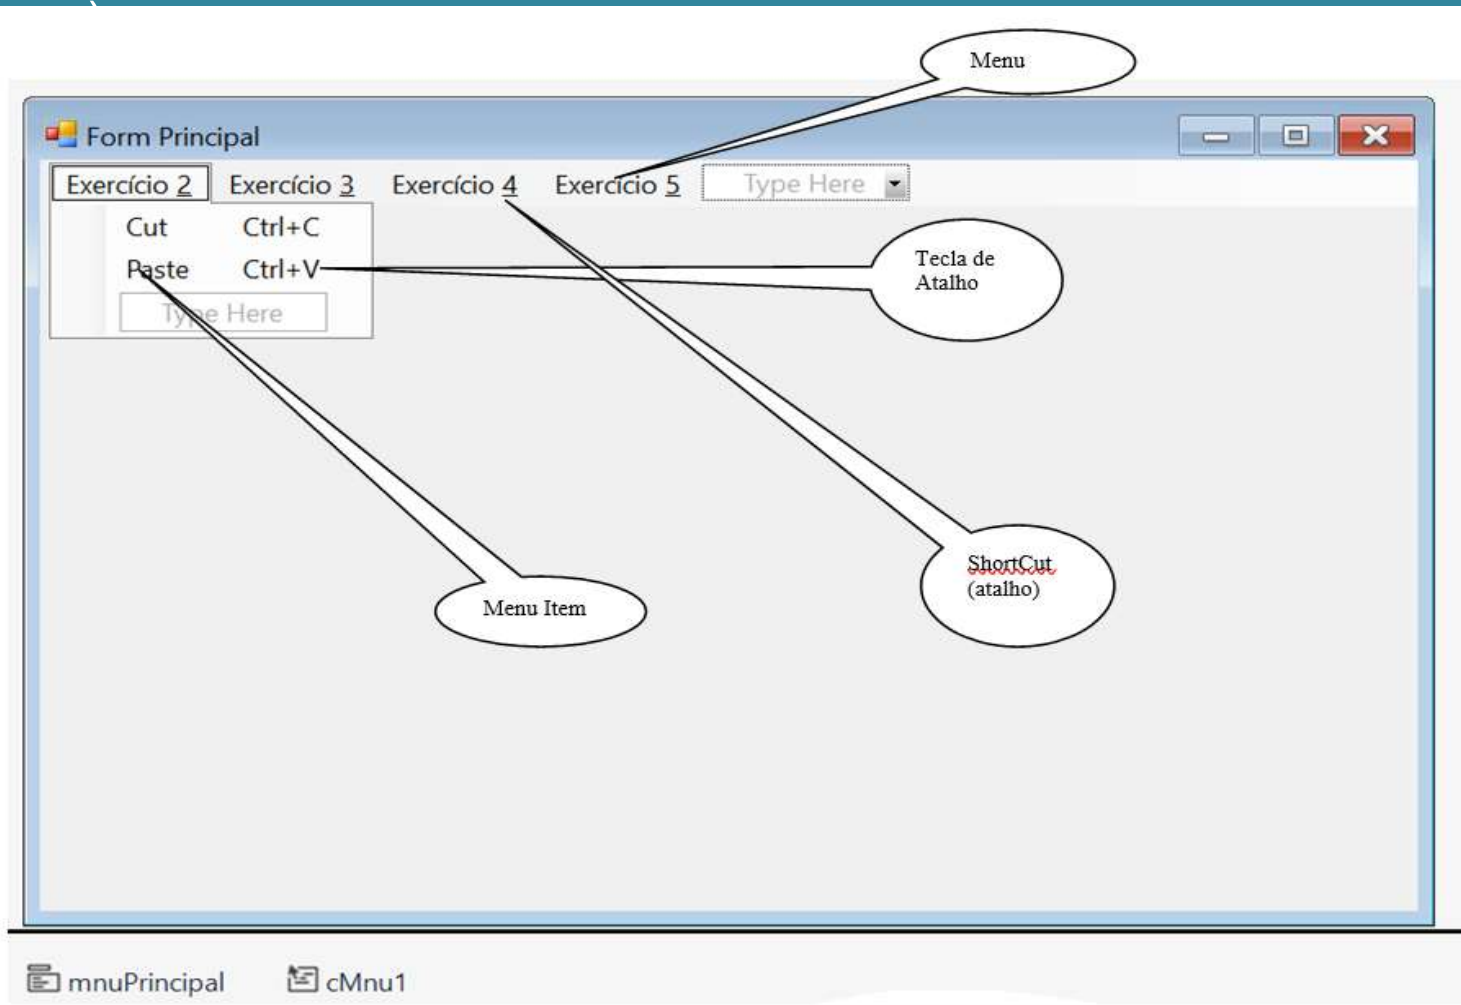 Menu
Form Principal
Exercício 2 Exercício 3 Exercício 4 Exercício 5 Type Here
Cut Ctrl+C
Paste Ctrl+V
Type Here
Tecla de
Atalho
ShortCut
(atalho)
Menu Item
mnuPrincipal cMnu1